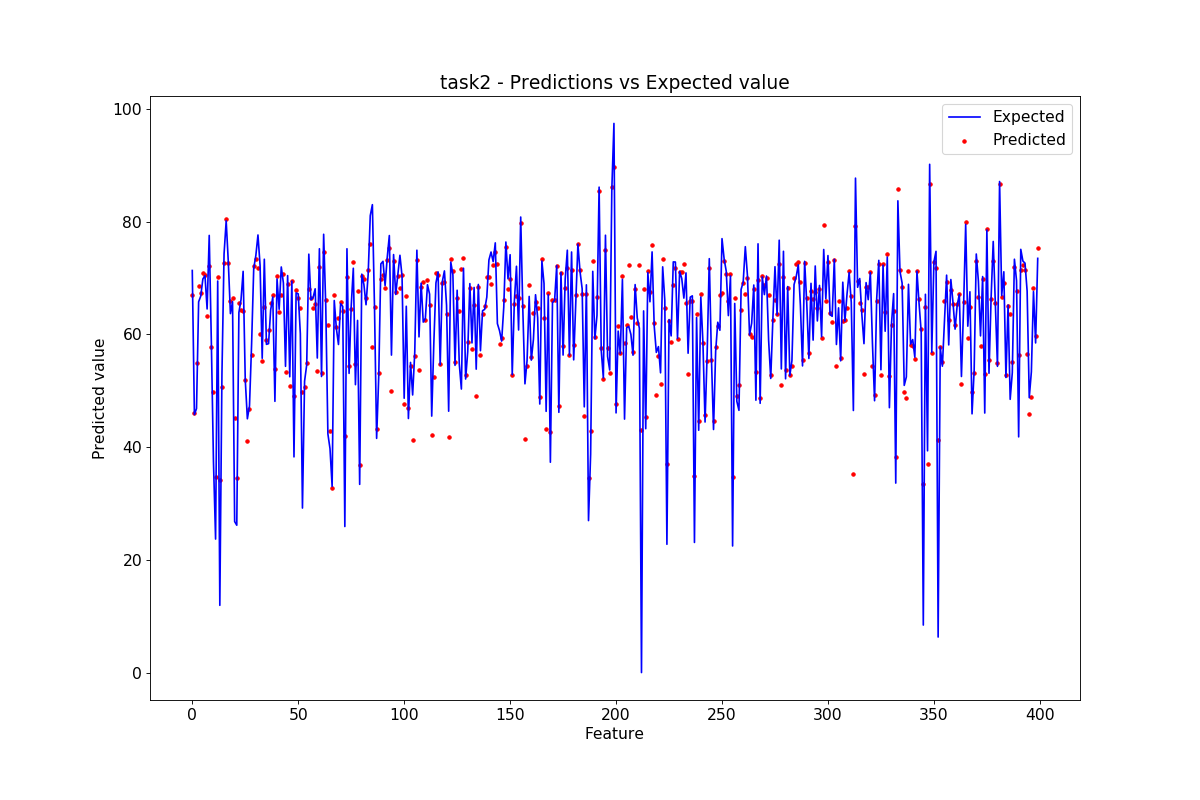 task2 - Predictions vs Expected value
Expected
Predicted
Predicted value
100
80
60
40
20
0
0 50 100 150 200 250 300 350 400
Feature